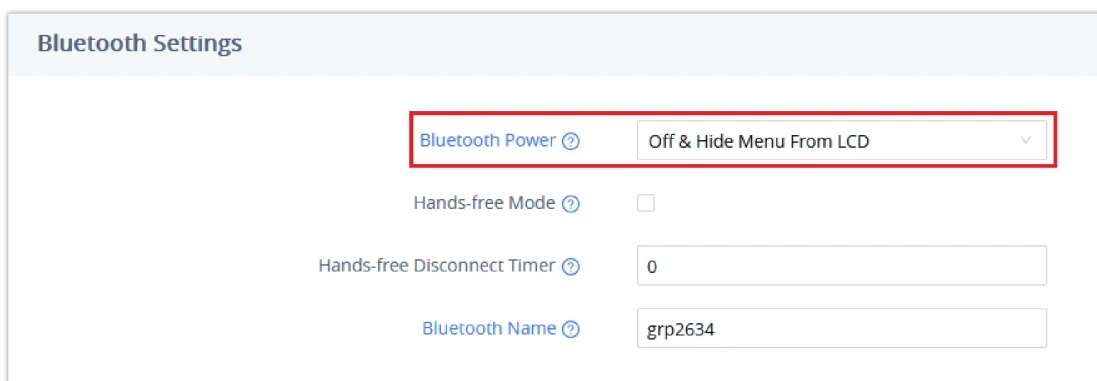 Bluetooth Settings
Bluetooth Power Off & Hide Menu From LCD
Hands-free Mode
Hands-free Disconnect Timer 0
Bluetooth Name grp2634